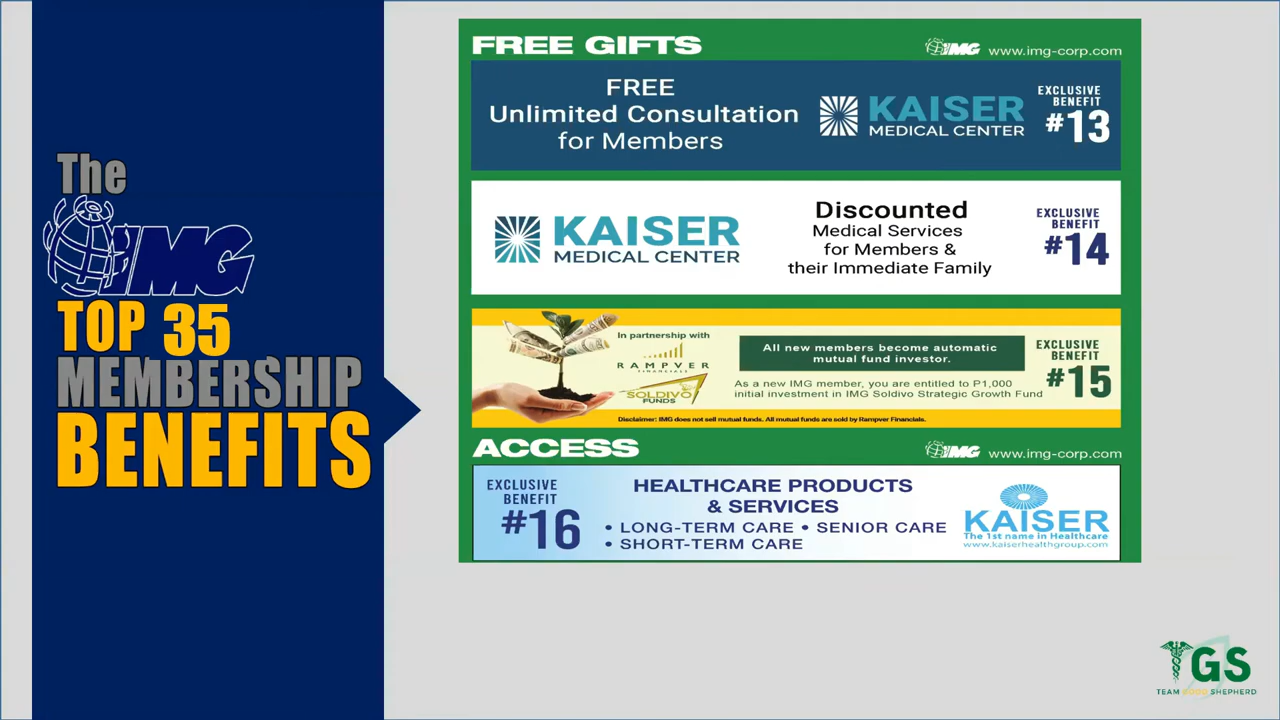 The
IMG
TOP 35
MEMBERSHIP
BENEFITS
FREE GIFTS
IMG www.img-corp.com
FREE
Unlimited Consultation
for Members
KAISER
MEDICAL CENTER
EXCLUSIVE
BENEFIT
#13
KAISER
MEDICAL CENTER
Discounted
Medical Services
for Members &
their Immediate Family
EXCLUSIVE
BENEFIT
#14
In partnership with
RAMPVER
FINANCIALS
SOLDIVO
FUNDS
All new members become automatic
mutual fund investor.
As a new IMG member, you are entitled to P1,000
initial investment in IMG Soldivo Strategic Growth Fund
EXCLUSIVE
BENEFIT
#15
Disclaimer: IMG does not sell mutual funds. All mutual funds are sold by Rampver Financials.
ACCESS
IMG www.img-corp.com
EXCLUSIVE
BENEFIT
#16
HEALTHCARE PRODUCTS
& SERVICES
• LONG-TERM CARE • SENIOR CARE
• SHORT-TERM CARE
KAISER
The 1st name in Healthcare
www.kaiserhealthgroup.com
TGS
TEAM GOOD SHEPHERD